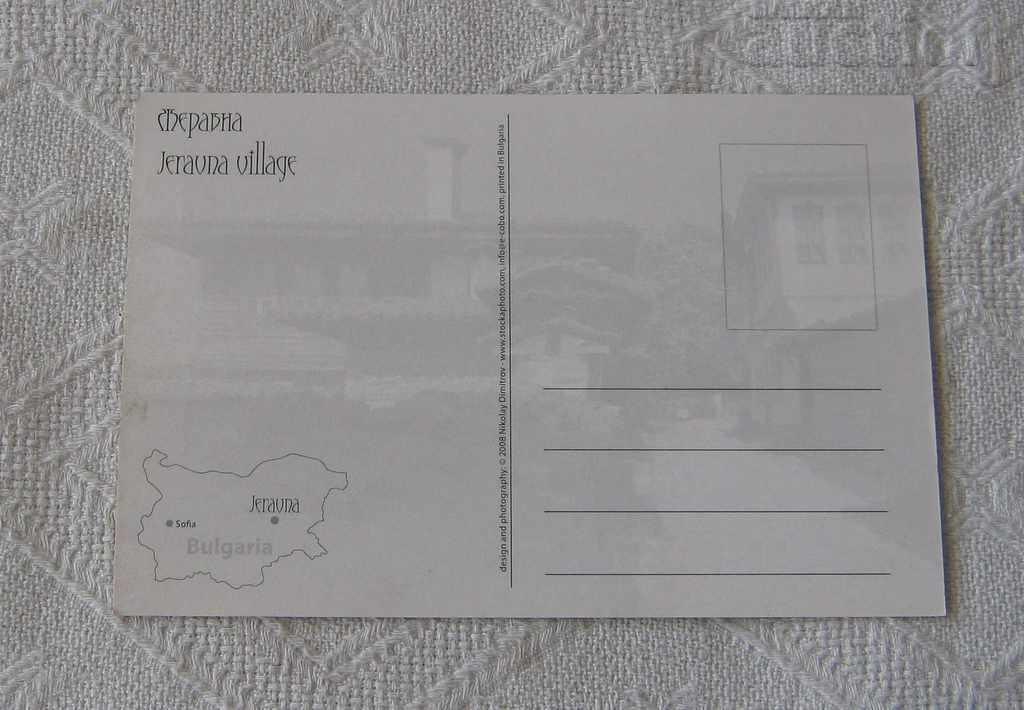 Жеравна
Jeravna village
design and photography: © 2008 Nikolay Dimitrov - www.stockaphoto.com, info@e-cobo.com, printed in Bulgaria
Jeravna
Sofia
Bulgaria